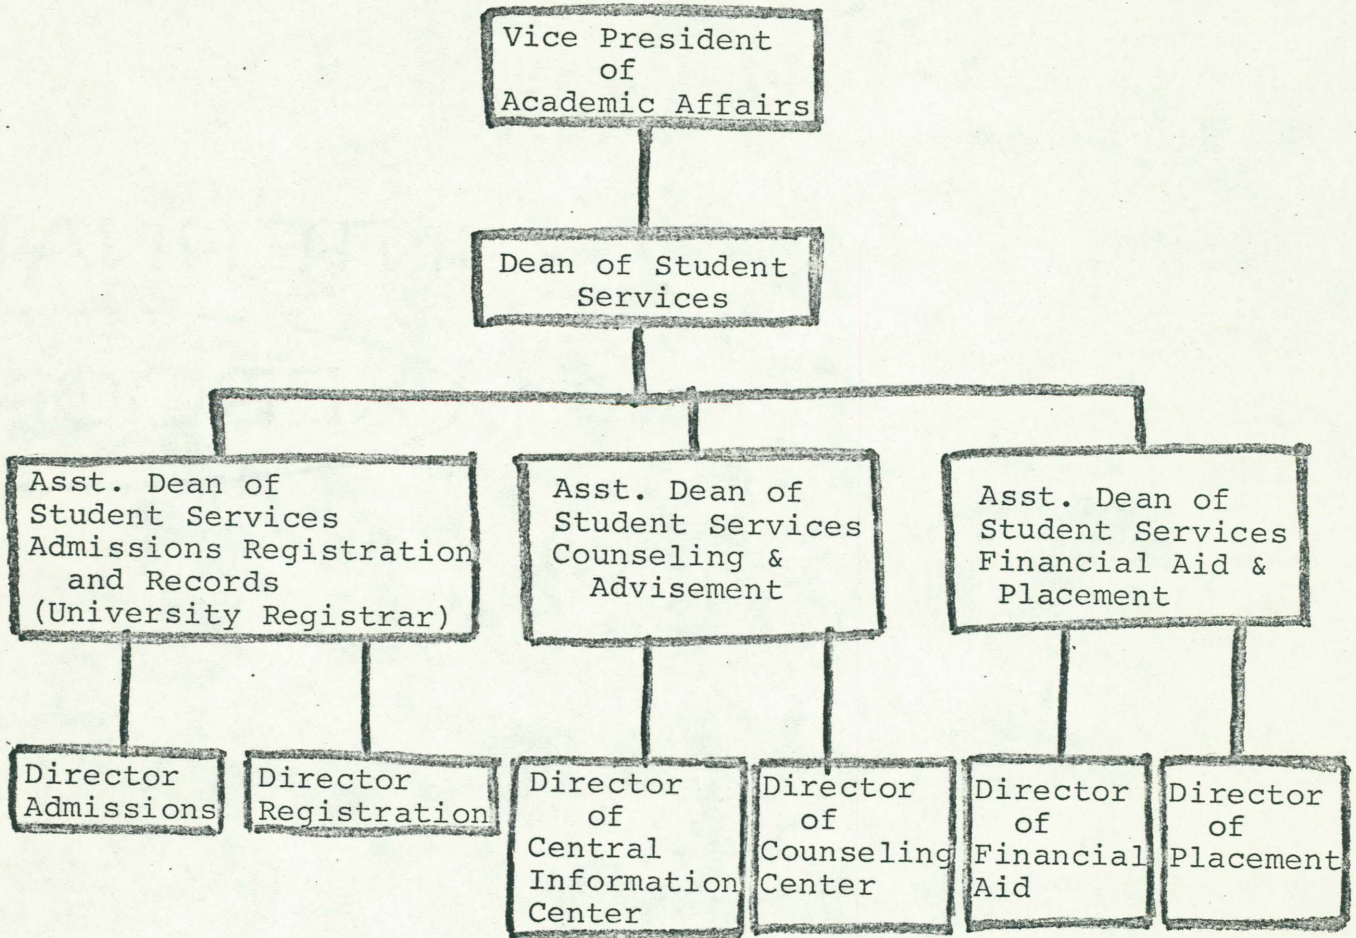 Vice President
of
Academic Affairs
Dean of Student
Services
Asst. Dean of
Student Services
Admissions Registration
and Records
(University Registrar)
Asst. Dean of
Student Services
Counseling &
Advisement
Asst. Dean of
Student Services
Financial Aid &
Placement
Director
Admissions
Director
Registration
Director
of
Central
Information
Center
Director
of
Counseling
Center
Director
of
Financial
Aid
Director
of
Placement